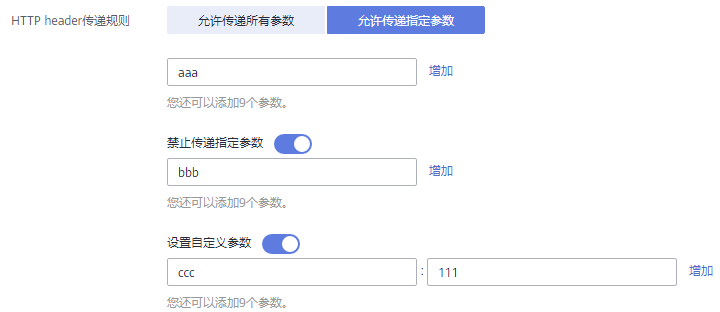 HTTP header传递规则 允许传递所有参数 允许传递指定参数
aaa 增加
您还可以添加9个参数。
禁止传递指定参数
bbb 增加
您还可以添加9个参数。
设置自定义参数
ccc : 111 增加
您还可以添加9个参数。